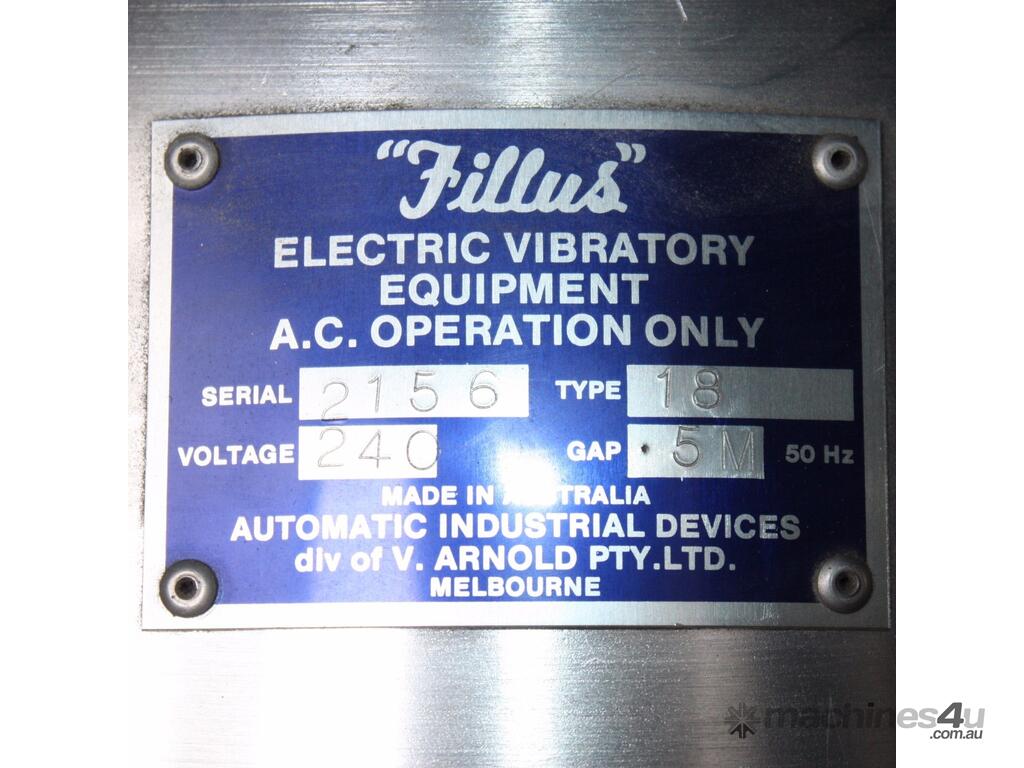 "Fillus"
ELECTRIC VIBRATORY
EQUIPMENT
A.C. OPERATION ONLY
SERIAL 2156 TYPE 18
VOLTAGE 240 GAP .5M 50 Hz
MADE IN AUSTRALIA
AUTOMATIC INDUSTRIAL DEVICES
div of V. ARNOLD PTY.LTD.
MELBOURNE
machines4u
.com.au